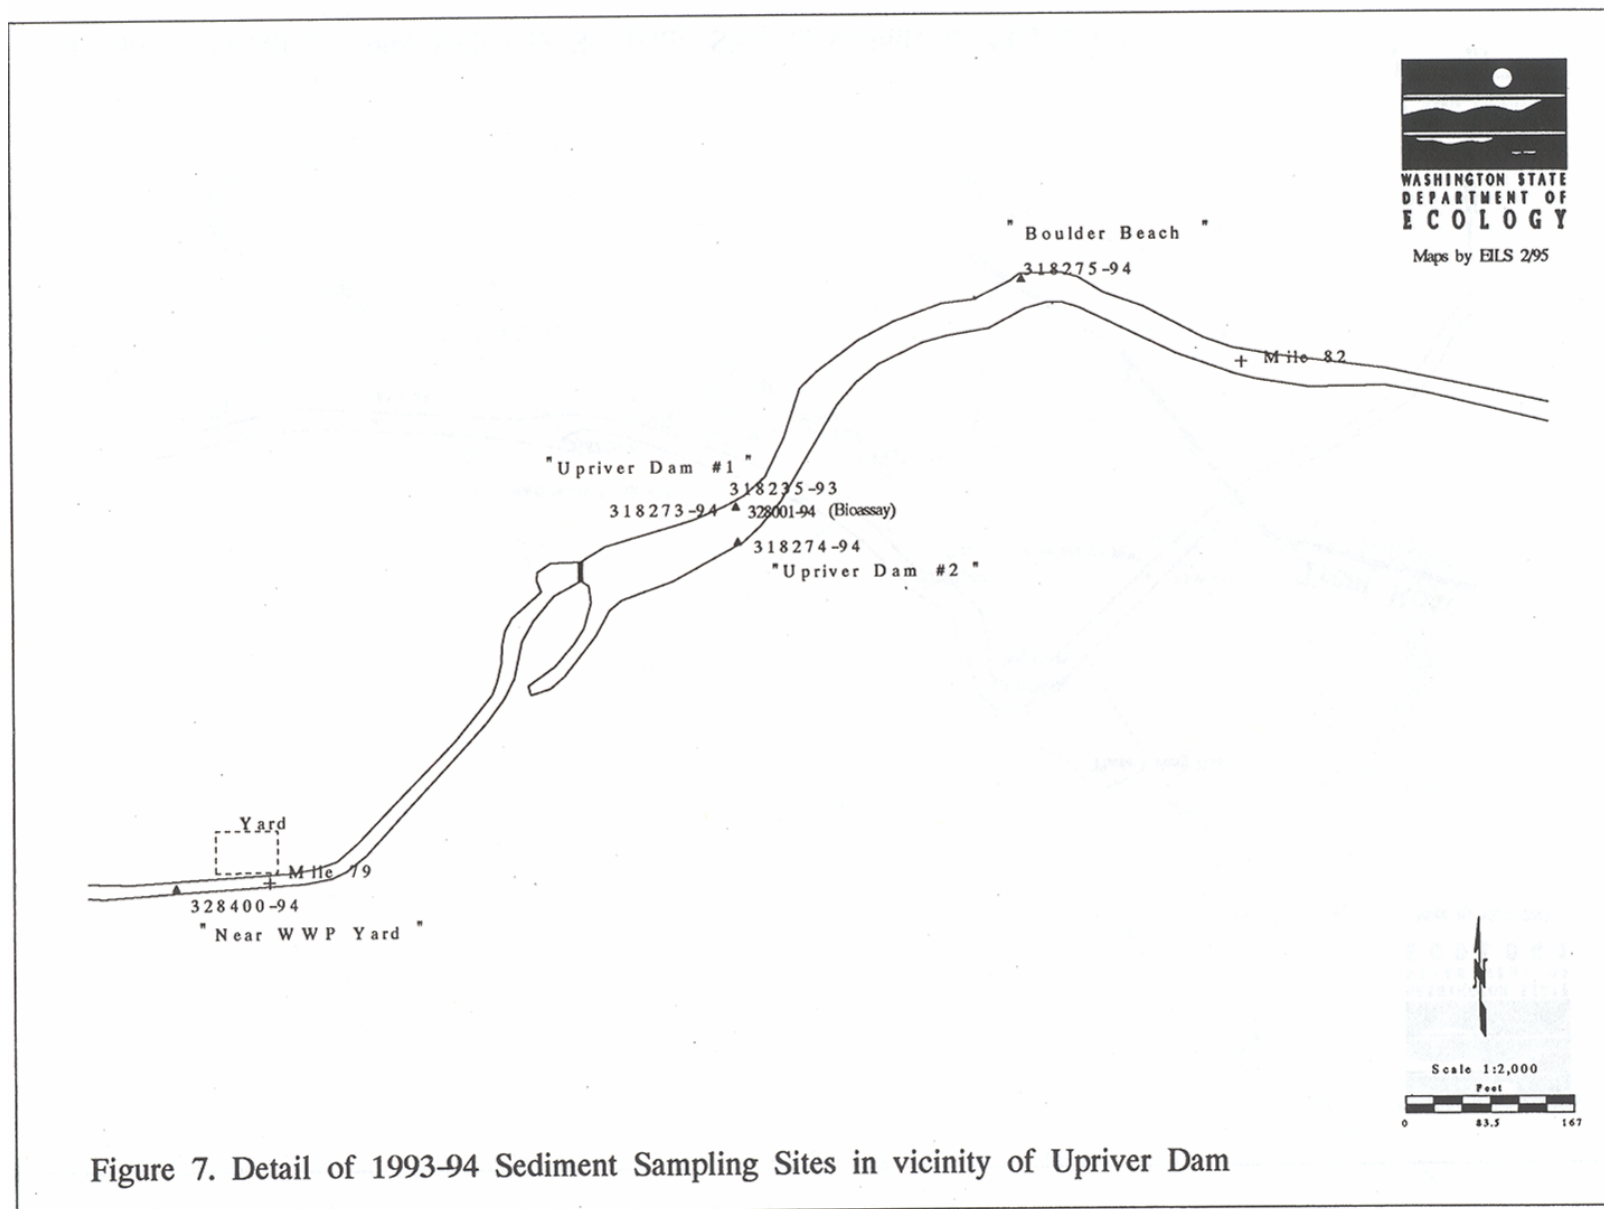 WASHINGTON STATE
DEPARTMENT OF
ECOLOGY
Maps by EILS 2/95
" Boulder Beach "
318275-94
Mile 82
"Upriver Dam #1 "
318235-93
318273-94
328001-94 (Bioassay)
318274-94
"Upriver Dam #2 "
Yard
Mile 79
328400-94
"Near WWP Yard "
N
Scale 1:2,000
Feet
0 83.5 167
Figure 7. Detail of 1993-94 Sediment Sampling Sites in vicinity of Upriver Dam